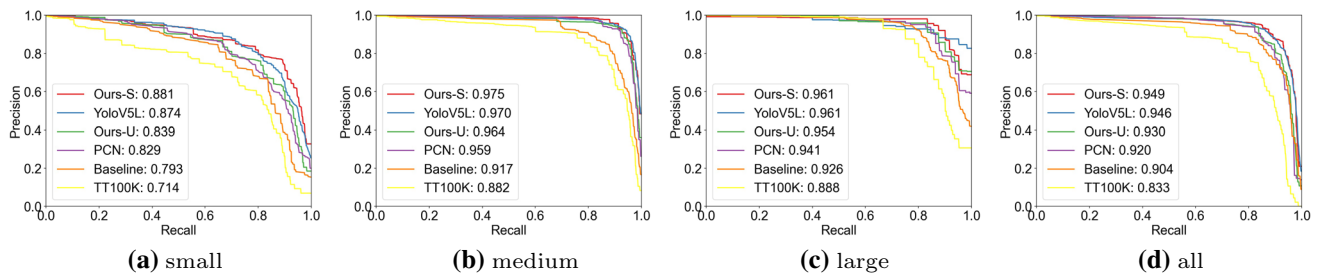 1.0
0.8
0.6
0.4
0.2
0.0
Precision
Ours-S: 0.881
YoloV5L: 0.874
Ours-U: 0.839
PCN: 0.829
Baseline: 0.793
TT100K: 0.714
0.0 0.2 0.4 0.6 0.8 1.0
Recall
(a) small
1.0
0.8
0.6
0.4
0.2
0.0
Precision
Ours-S: 0.975
YoloV5L: 0.970
Ours-U: 0.964
PCN: 0.959
Baseline: 0.917
TT100K: 0.882
0.0 0.2 0.4 0.6 0.8 1.0
Recall
(b) medium
1.0
0.8
0.6
0.4
0.2
0.0
Precision
Ours-S: 0.961
YoloV5L: 0.961
Ours-U: 0.954
PCN: 0.941
Baseline: 0.926
TT100K: 0.888
0.0 0.2 0.4 0.6 0.8 1.0
Recall
(c) large
1.0
0.8
0.6
0.4
0.2
0.0
Precision
Ours-S: 0.949
YoloV5L: 0.946
Ours-U: 0.930
PCN: 0.920
Baseline: 0.904
TT100K: 0.833
0.0 0.2 0.4 0.6 0.8 1.0
Recall
(d) all